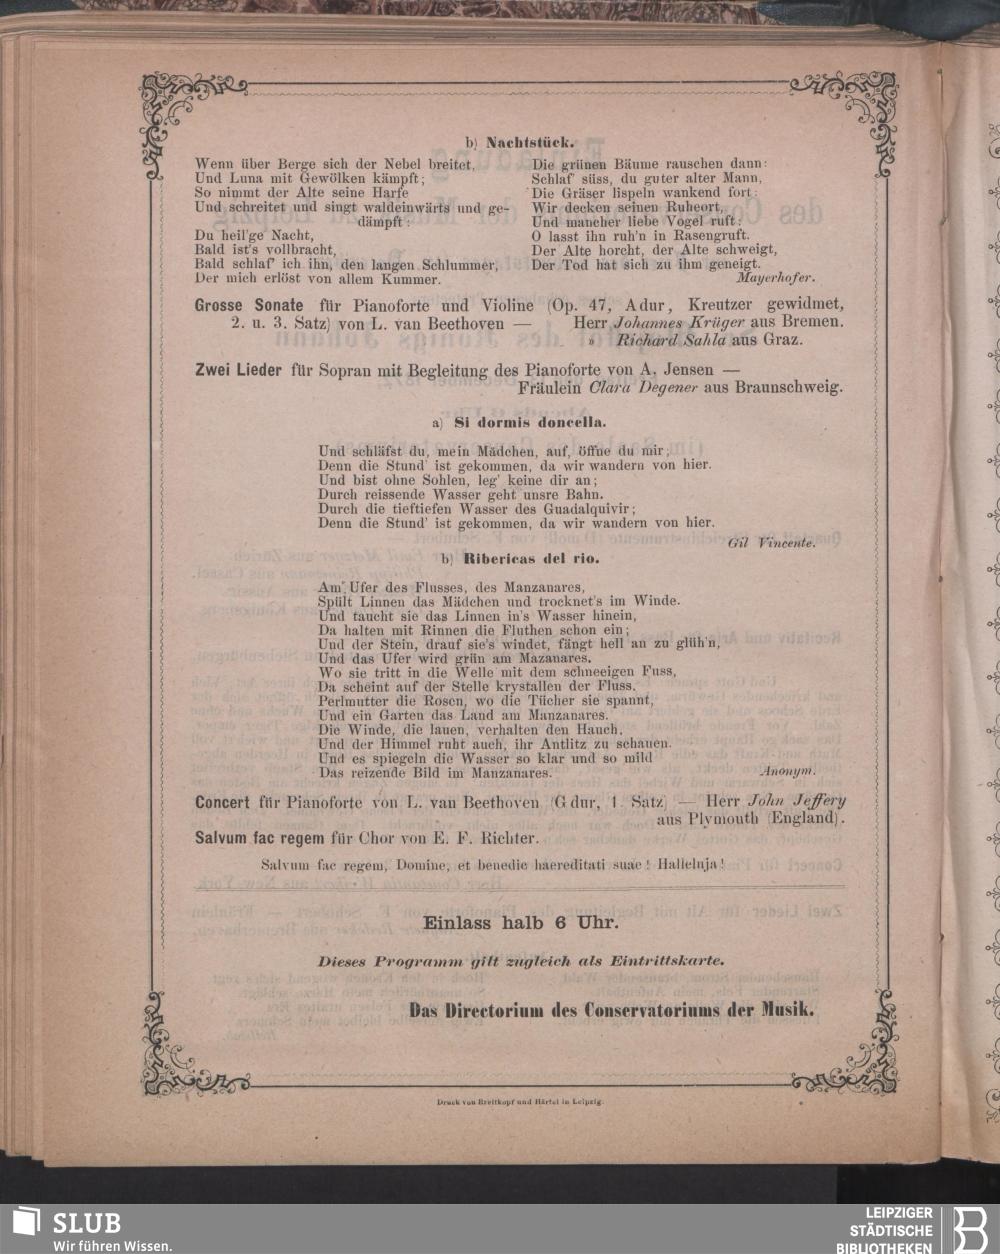 b) Nachtstück.
Wenn über Berge sich der Nebel breitet,
Und Luna mit Gewölken kämpft;
So nimmt der Alte seine Harfe
Und schreitet und singt waldeinwärts und ge-
dämpft:
Du heil'ge Nacht,
Bald ist's vollbracht,
Bald schlaf' ich ihn, den langen Schlummer,
Der mich erlöst von allem Kummer.
Die grünen Bäume rauschen dann:
Schlaf' süss, du guter alter Mann,
Die Gräser lispeln wankend fort:
Wir decken seinen Ruheort,
Und mancher liebe Vogel ruft:
O lasst ihn ruh'n in Rasengruft.
Der Alte horcht, der Alte schweigt,
Der Tod hat sich zu ihm geneigt.
Mayerhofer.
Grosse Sonate für Pianoforte und Violine (Op. 47, A dur, Kreutzer gewidmet,
2. u. 3. Satz) von L. van Beethoven — Herr Johannes Krüger aus Bremen.
» Richard Sahla aus Graz.
Zwei Lieder für Sopran mit Begleitung des Pianoforte von A. Jensen —
Fräulein Clara Degener aus Braunschweig.
a) Si dormis doncella.
Und schläfst du, mein Mädchen, auf, öffne du mir;
Denn die Stund' ist gekommen, da wir wandern von hier.
Und bist ohne Sohlen, leg' keine dir an;
Durch reissende Wasser geht unsre Bahn.
Durch die tieftiefen Wasser des Guadalquivir;
Denn die Stund' ist gekommen, da wir wandern von hier.
Gil Vincente.
b) Ribericas del rio.
Am Ufer des Flusses, des Manzanares,
Spült Linnen das Mädchen und trocknet's im Winde.
Und taucht sie das Linnen in's Wasser hinein,
Da halten mit Rinnen die Fluthen schon ein;
Und der Stein, drauf sie's windet, fängt hell an zu glüh'n,
Und das Ufer wird grün am Mazanares.
Wo sie tritt in die Welle mit dem schneeigen Fuss,
Da scheint auf der Stelle krystallen der Fluss.
Perlmutter die Rosen, wo die Tücher sie spannt,
Und ein Garten das Land am Manzanares.
Die Winde, die lauen, verhalten den Hauch,
Und der Himmel ruht auch, ihr Antlitz zu schauen.
Und es spiegeln die Wasser so klar und so mild
Das reizende Bild im Manzanares.
Anonym.
Concert für Pianoforte von L. van Beethoven (G dur, 1. Satz) — Herr John Jeffery
aus Plymouth (England).
Salvum fac regem für Chor von E. F. Richter.
Salvum fac regem, Domine, et benedic haereditati suae! Halleluja!
Einlass halb 6 Uhr.
Dieses Programm gilt zugleich als Eintrittskarte.
Das Directorium des Conservatoriums der Musik.
Druck von Breitkopf und Härtel in Leipzig.
SLUB
Wir führen Wissen.
LEIPZIGER
STÄDTISCHE
BIBLIOTHEKEN